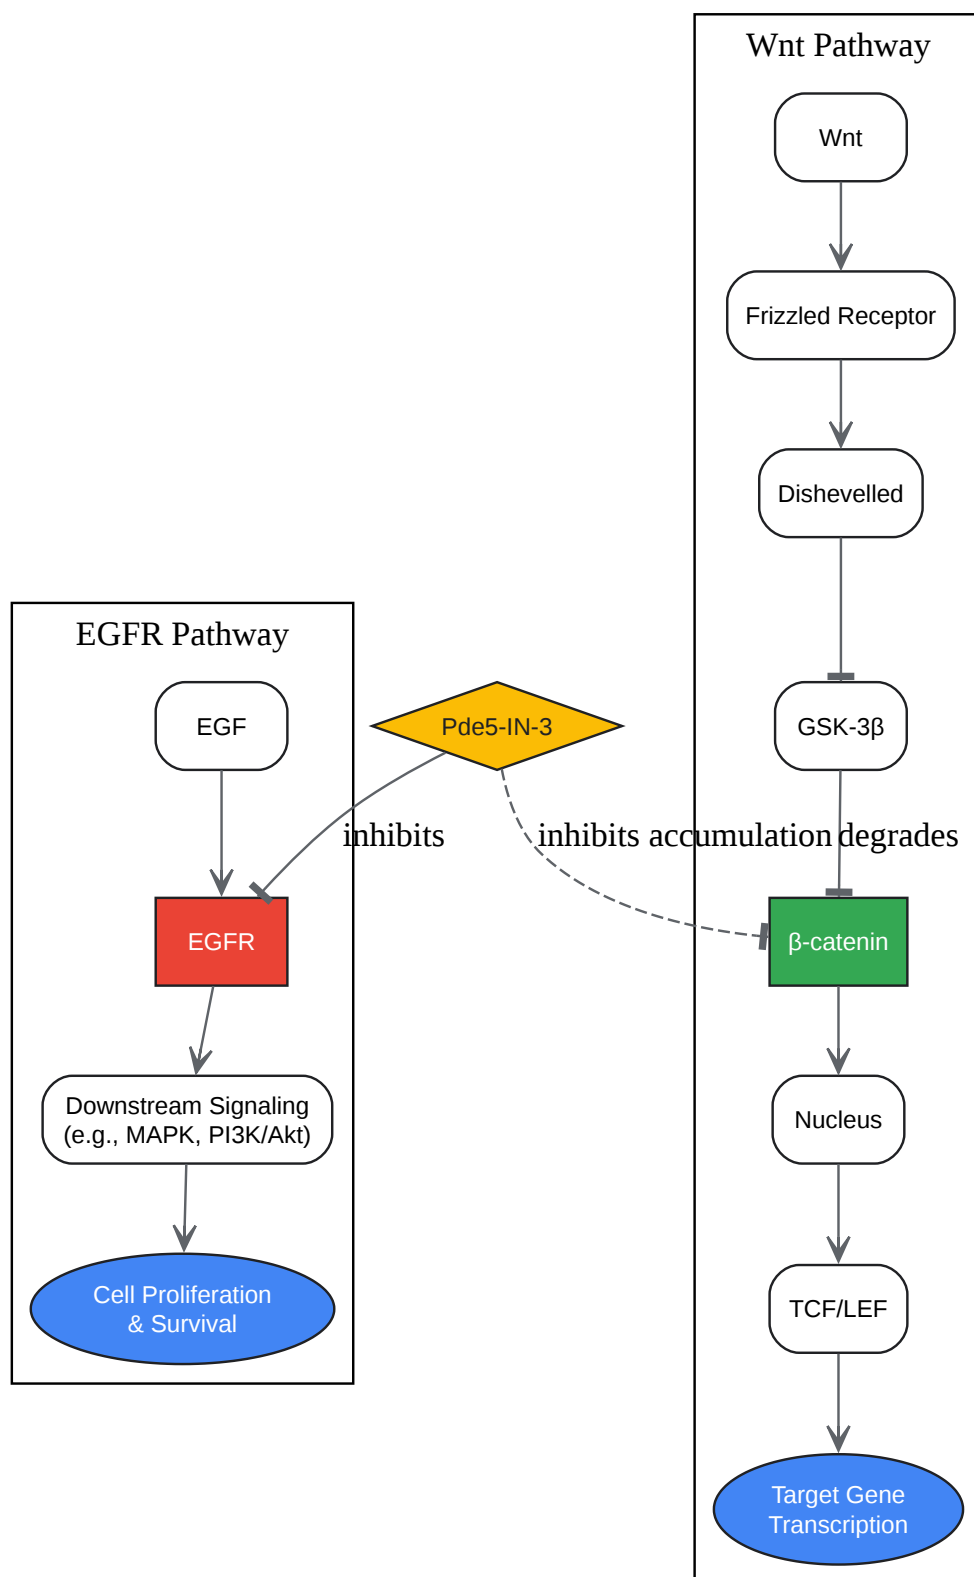 Wnt Pathway
Wnt
Frizzled Receptor
Dishevelled
EGFR Pathway
EGF
Pde5-IN-3
GSK-3β
inhibits
inhibits accumulation
degrades
EGFR
β-catenin
Downstream Signaling
(e.g., MAPK, PI3K/Akt)
Nucleus
Cell Proliferation
& Survival
TCF/LEF
Target Gene
Transcription